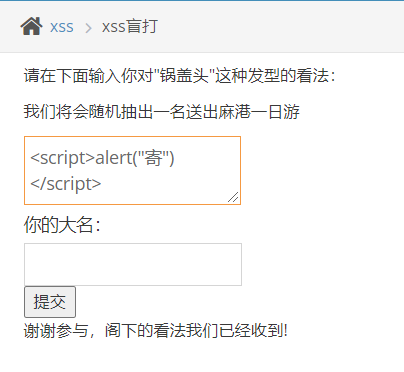 xss > xss盲打
请在下面输入你对"锅盖头"这种发型的看法：
我们将会随机抽出一名送出麻港一日游
<script>alert("寄")
</script>
你的大名：
提交
谢谢参与，阁下的看法我们已经收到!